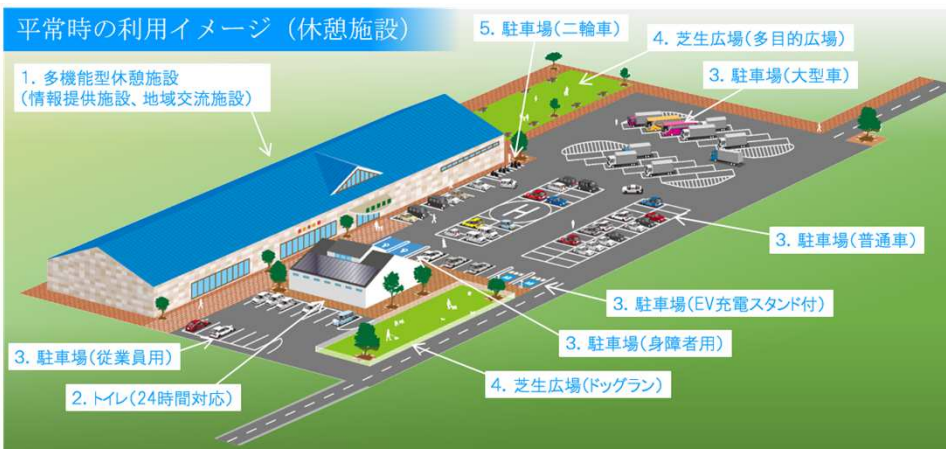 平常時の利用イメージ（休憩施設）
5. 駐車場(二輪車)
4. 芝生広場(多目的広場)
3. 駐車場(大型車)
1. 多機能型休憩施設
(情報提供施設、地域交流施設)
H
3. 駐車場(普通車)
3. 駐車場(EV充電スタンド付)
3. 駐車場(身障者用)
3. 駐車場(従業員用)
2. トイレ(24時間対応)
4. 芝生広場(ドッグラン)